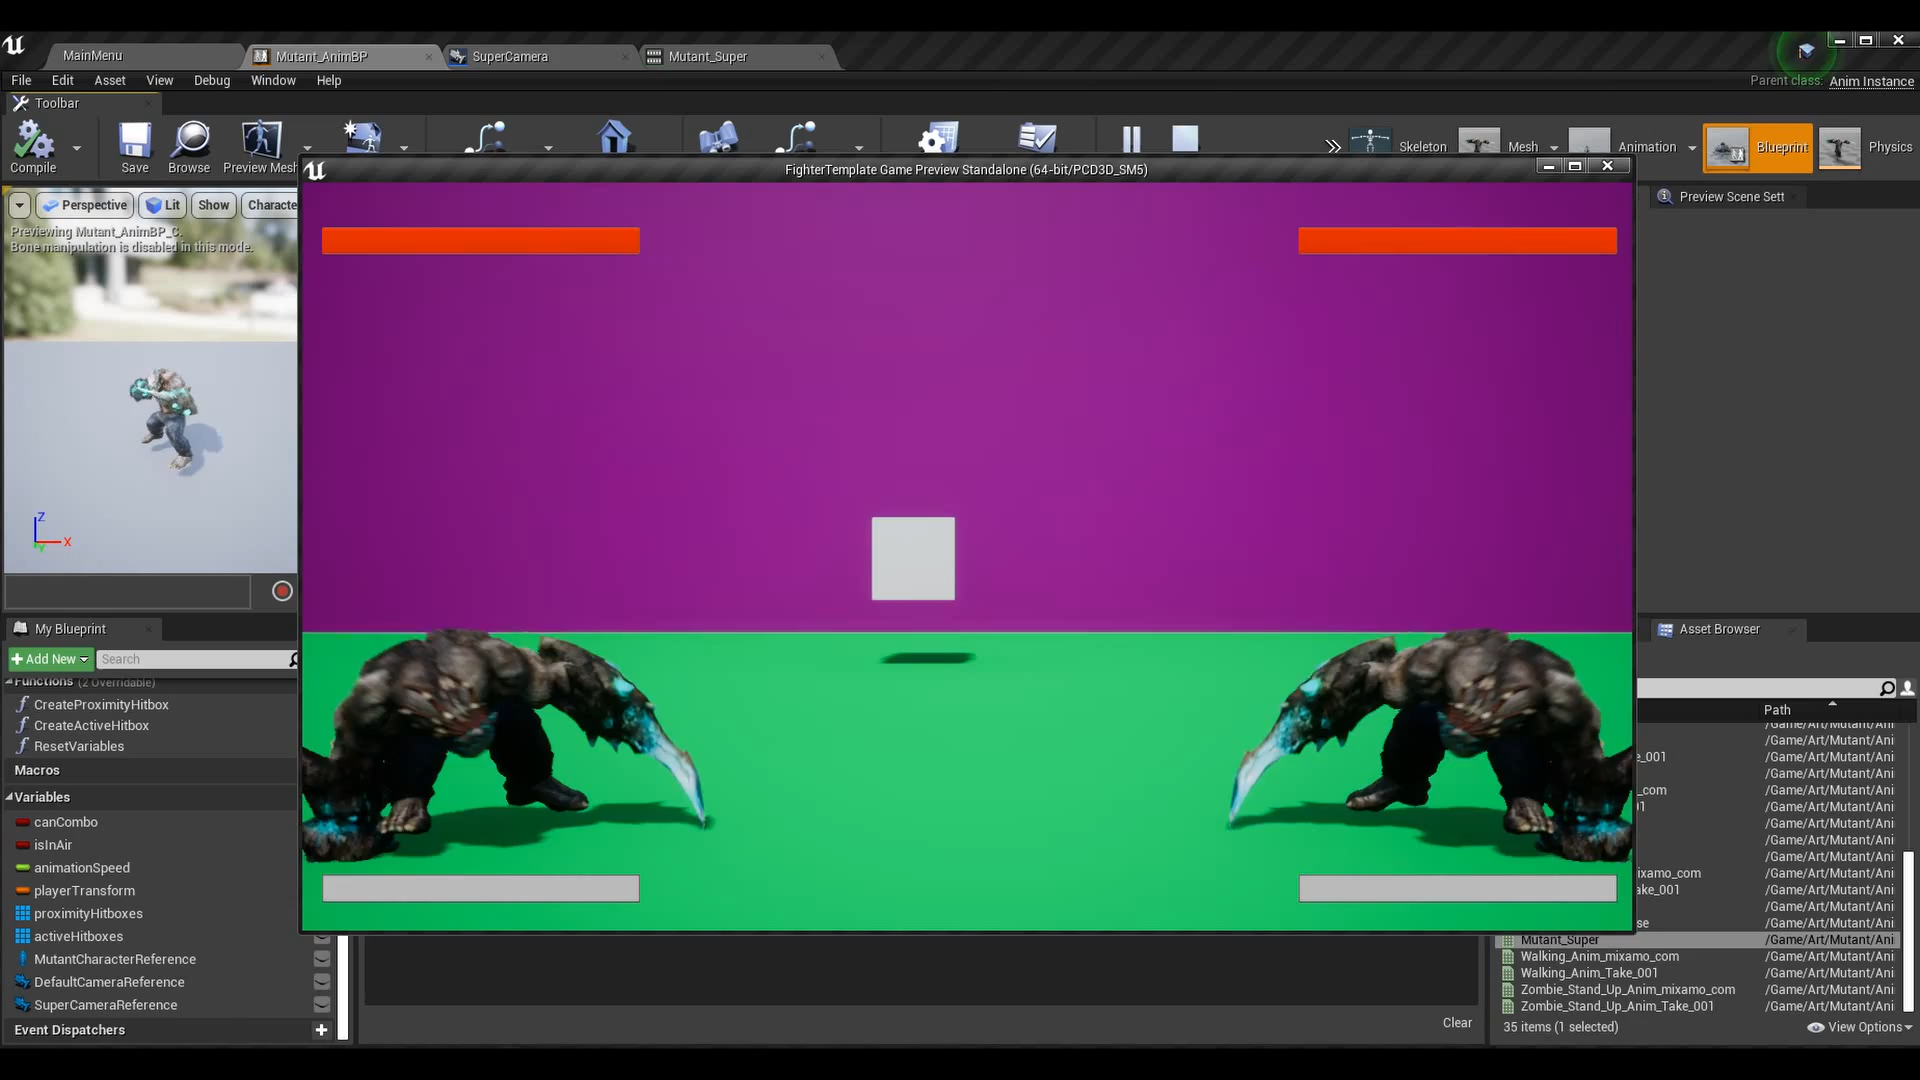 MainMenu
Mutant_AnimBP
SuperCamera
Mutant_Super
File Edit Asset View Debug Window Help
Parent class: Anim Instance
Toolbar
Compile
Save
Browse
Preview Mesh
Skeleton
Mesh
Animation
Blueprint
Physics
FighterTemplate Game Preview Standalone (64-bit/PCD3D_SM5)
Perspective
Lit
Show
Characte
Preview Scene Sett
Previewing Mutant_AnimBP_C.
Bone manipulation is disabled in this mode.
Z
X
Y
My Blueprint
Asset Browser
Add New
Search
Functions (2 Overridable)
CreateProximityHitbox
CreateActiveHitbox
ResetVariables
Macros
Variables
canCombo
isInAir
animationSpeed
playerTransform
proximityHitboxes
activeHitboxes
MutantCharacterReference
DefaultCameraReference
SuperCameraReference
Event Dispatchers
Clear
Path
/Game/Art/Mutant/Ani
/Game/Art/Mutant/Ani
e_001 /Game/Art/Mutant/Ani
/Game/Art/Mutant/Ani
_com /Game/Art/Mutant/Ani
/Game/Art/Mutant/Ani
/Game/Art/Mutant/Ani
/Game/Art/Mutant/Ani
/Game/Art/Mutant/Ani
ixamo_com /Game/Art/Mutant/Ani
ake_001 /Game/Art/Mutant/Ani
/Game/Art/Mutant/Ani
se /Game/Art/Mutant/Ani
Mutant_Super /Game/Art/Mutant/Ani
Walking_Anim_mixamo_com /Game/Art/Mutant/Ani
Walking_Anim_Take_001 /Game/Art/Mutant/Ani
Zombie_Stand_Up_Anim_mixamo_com /Game/Art/Mutant/Ani
Zombie_Stand_Up_Anim_Take_001 /Game/Art/Mutant/Ani
35 items (1 selected)
View Options